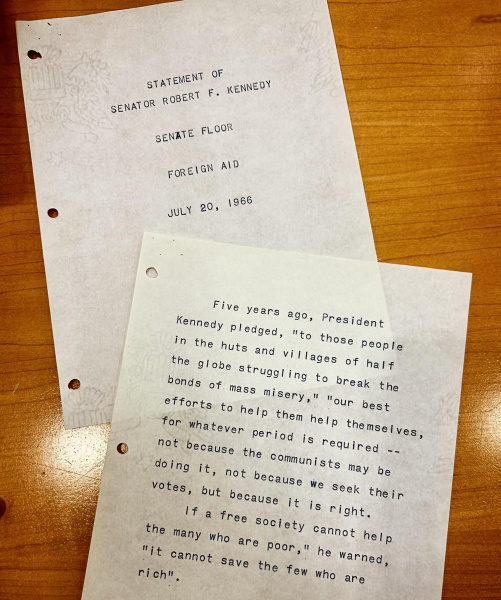 STATEMENT OF
SENATOR ROBERT F. KENNEDY
SENATE FLOOR
FOREIGN AID
JULY 20, 1966
Five years ago, President
Kennedy pledged, "to those people
in the huts and villages of half
the globe struggling to break the
bonds of mass misery," "our best
efforts to help them help themselves,
for whatever period is required --
not because the communists may be
doing it, not because we seek their
votes, but because it is right.
If a free society cannot help
the many who are poor," he warned,
"it cannot save the few who are
rich".